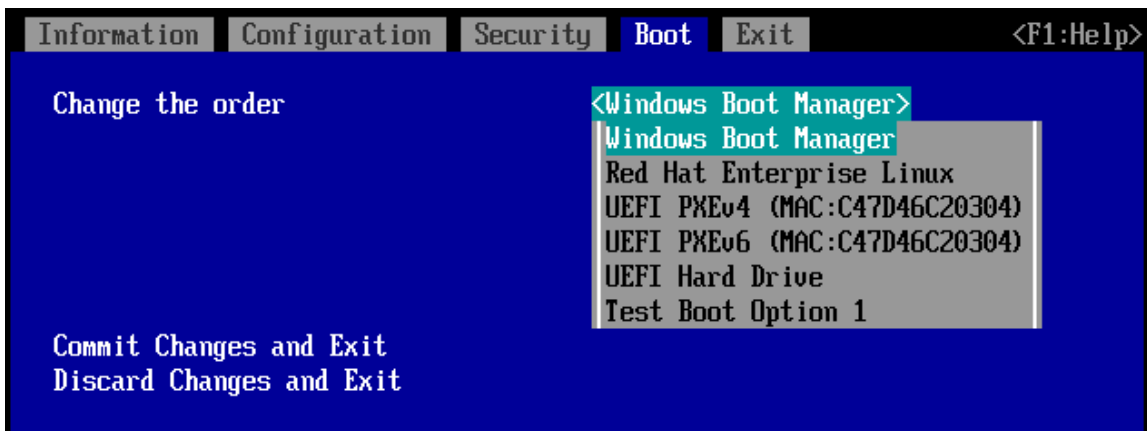 Information Configuration Security Boot Exit <F1:Help>
Change the order <Windows Boot Manager>
Windows Boot Manager
Red Hat Enterprise Linux
UEFI PXEv4 (MAC:C47D46C20304)
UEFI PXEv6 (MAC:C47D46C20304)
UEFI Hard Drive
Test Boot Option 1
Commit Changes and Exit
Discard Changes and Exit